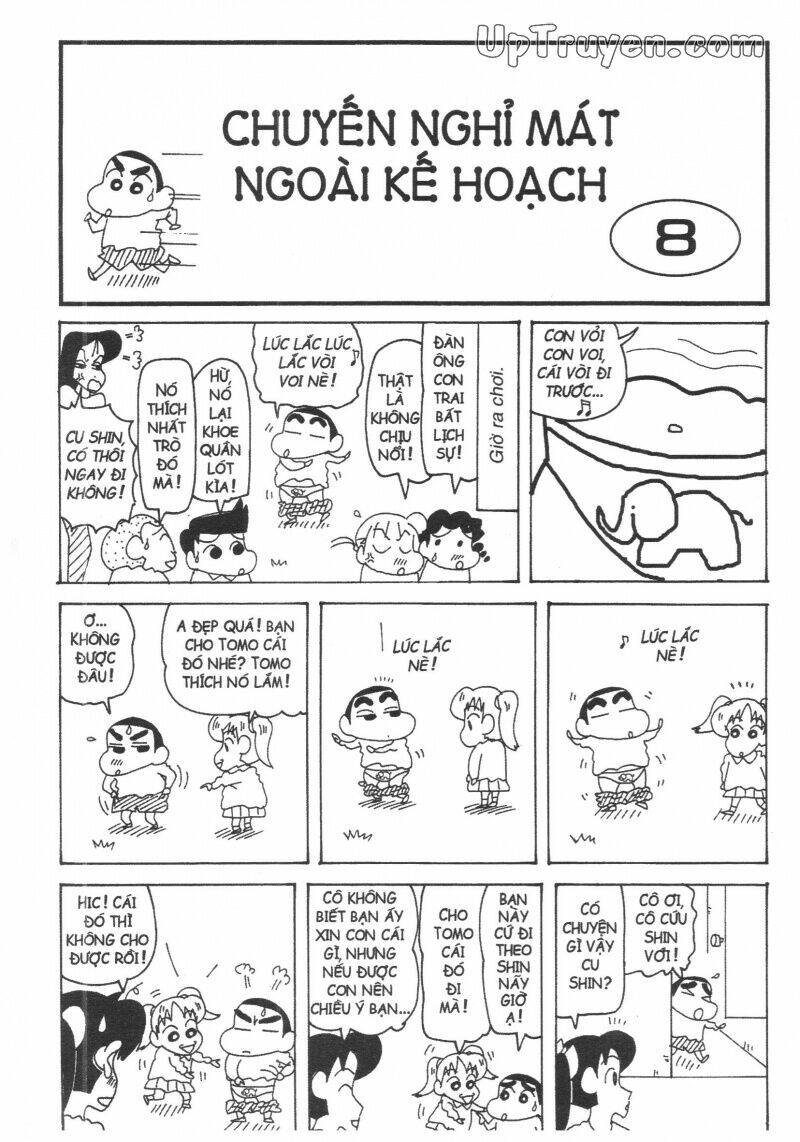 UpTruyen.com
CHUYẾN NGHỈ MÁT
NGOÀI KẾ HOẠCH
8
CON VỎI
CON VOI,
CÁI VÒI ĐI
TRƯỚC...
Giờ ra chơi.
ĐÀN
ÔNG
CON
TRAI
BẤT
LỊCH
SỰ!
THẬT
LÀ
KHÔNG
CHỊU
NỔI!
LÚC LẮC LÚC
LẮC VÒI
VOI NÈ!
HỪ,
NÓ
LẠI
KHOE
QUẦN
LÓT
KÌA!
NÓ
THÍCH
NHẤT
TRÒ
ĐÓ
MÀ!
CU SHIN,
CÓ THÔI
NGAY ĐI
KHÔNG!
LÚC LẮC
NÈ!
LÚC LẮC
NÈ!
A ĐẸP QUÁ! BẠN
CHO TOMO CÁI
ĐÓ NHÉ? TOMO
THÍCH NÓ LẮM!
Ơ...
KHÔNG
ĐƯỢC
ĐÂU!
CÔ ƠI,
CÔ CỨU
SHIN
VỚI!
CÓ
CHUYỆN
GÌ VẬY
CU
SHIN?
BẠN
NÀY
CỨ ĐI
THEO
SHIN
NÃY
GIỜ
Ạ!
CHO
TOMO
CÁI
ĐÓ
ĐI
MÀ!
CÔ KHÔNG
BIẾT BẠN ẤY
XIN CON CÁI
GÌ, NHƯNG
NẾU ĐƯỢC
CON NÊN
CHIỀU Ý BẠN...
HIC! CÁI
ĐÓ THÌ
KHÔNG CHO
ĐƯỢC RỒI!